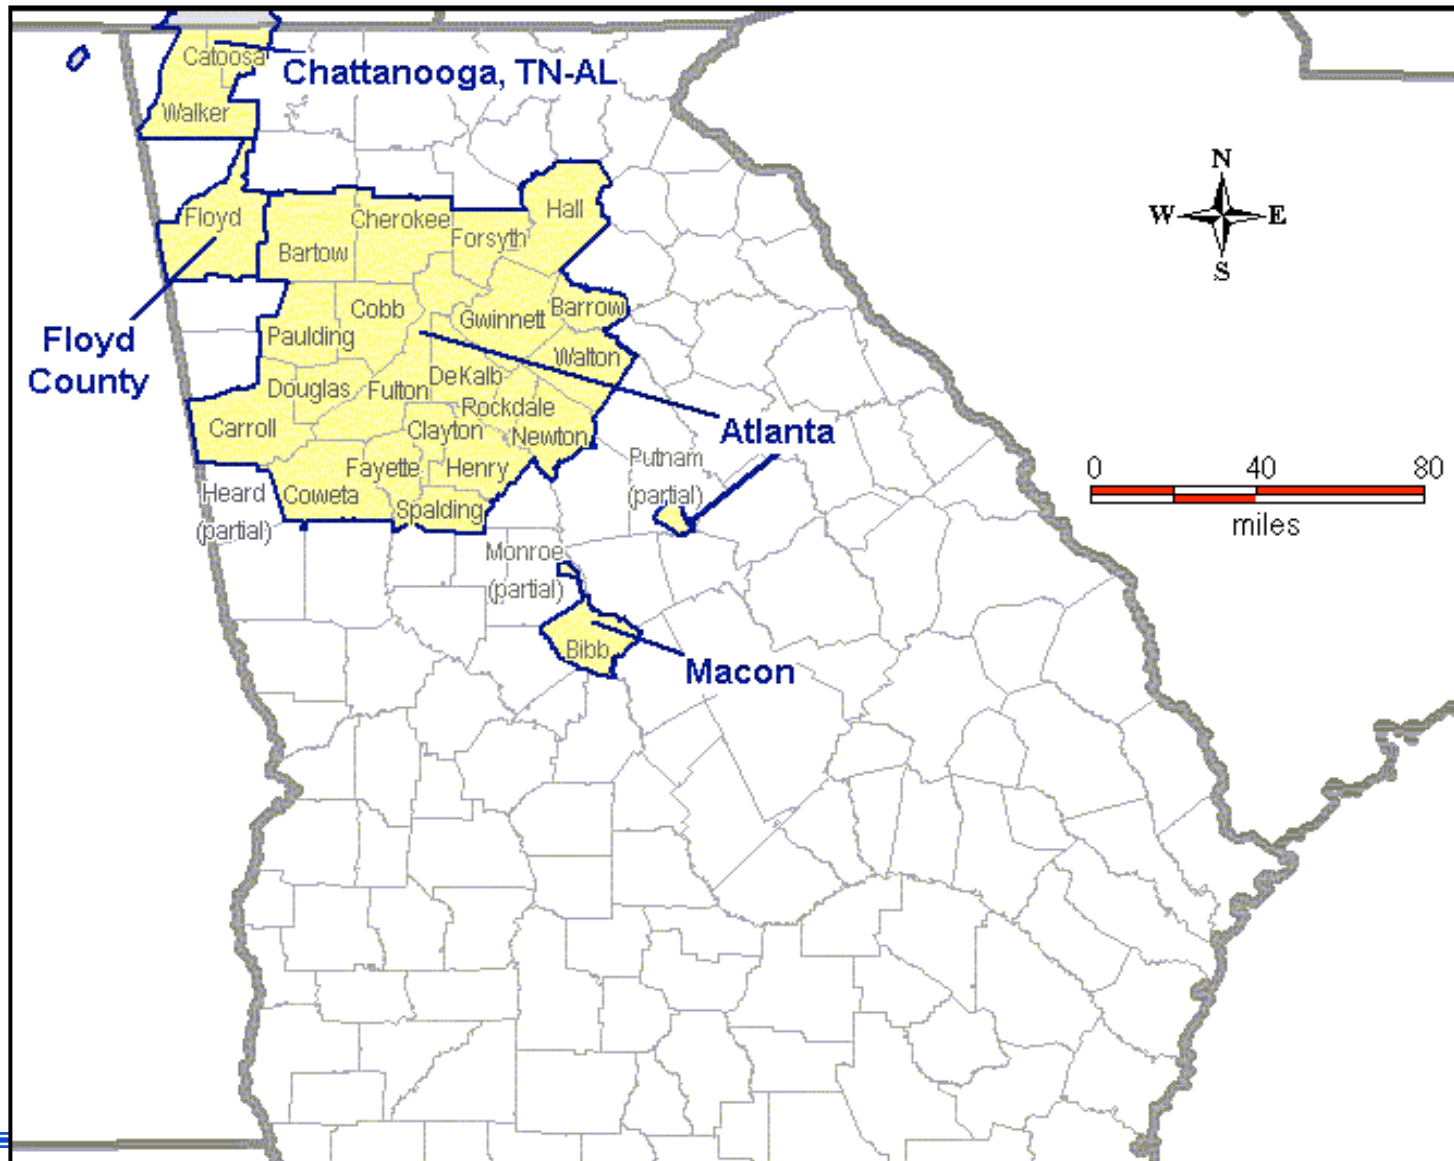 Catoosa
Chattanooga, TN-AL
Walker
N
W
E
S
Floyd
Cherokee
Hall
Forsyth
Bartow
Cobb
Gwinnett
Barrow
Paulding
Walton
Floyd
County
Douglas
Fulton
DeKalb
Rockdale
Carroll
Clayton
Newton
Atlanta
Fayette
Henry
Putnam
(partial)
0 40 80
miles
Heard
(partial)
Coweta
Spalding
Monroe
(partial)
Bibb
Macon